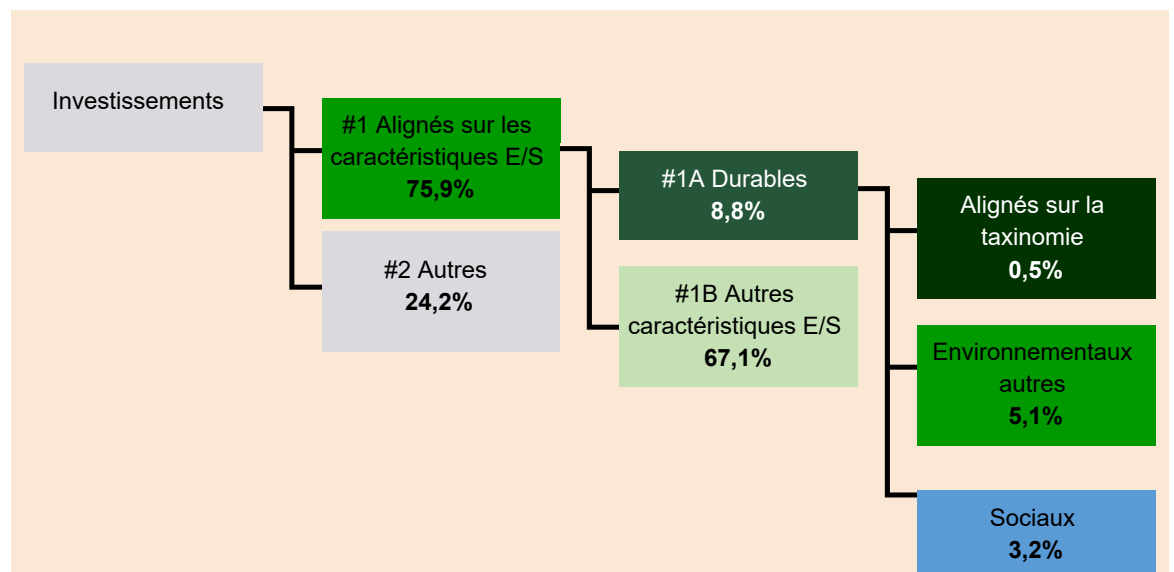 Investissements
#1 Alignés sur les
caractéristiques E/S
75,9%
#2 Autres
24,2%
#1A Durables
8,8%
#1B Autres
caractéristiques E/S
67,1%
Alignés sur la
taxinomie
0,5%
Environnementaux
autres
5,1%
Sociaux
3,2%